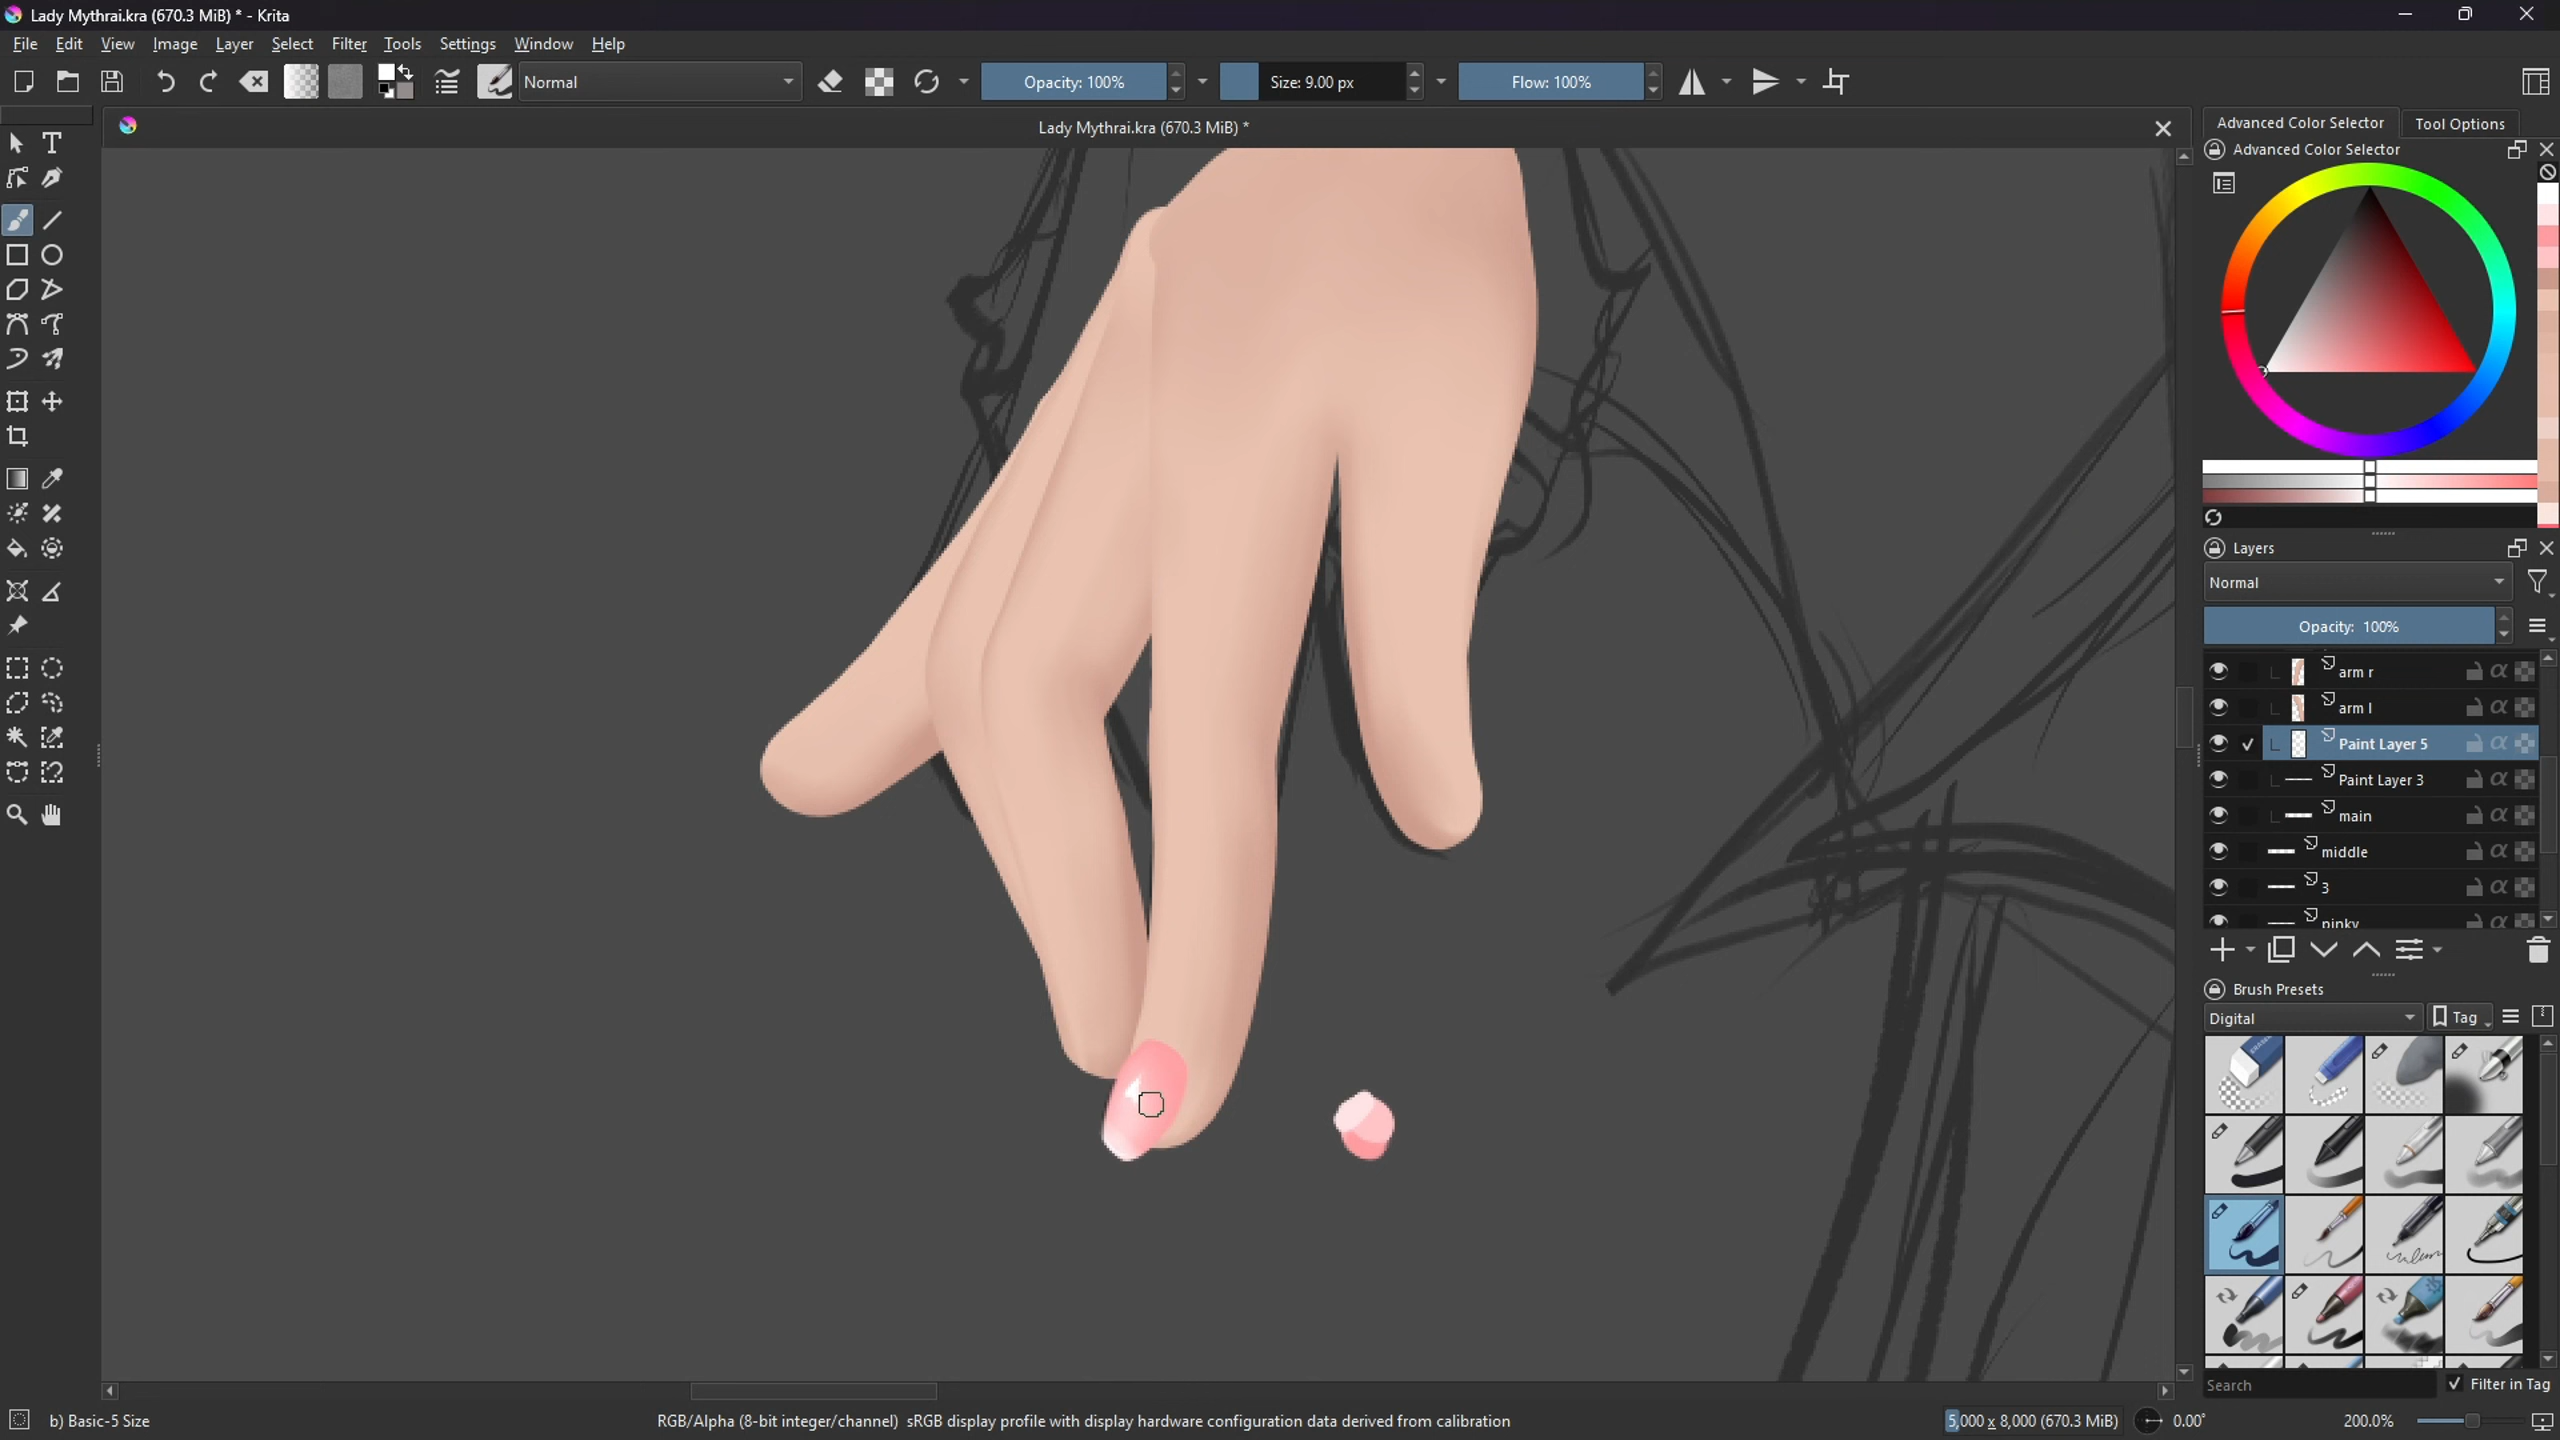 Lady Mythrai.kra (670.3 MiB) * - Krita
File Edit View Image Layer Select Filter Tools Settings Window Help
Normal Opacity: 100% Size: 9.00 px Flow: 100%
Lady Mythrai.kra (670.3 MiB) *
Advanced Color Selector Tool Options
Advanced Color Selector
Layers
Normal
Opacity: 100%
arm r
arm l
Paint Layer 5
Paint Layer 3
main
middle
3
pinky
Brush Presets
Digital Tag
Search Filter in Tag
b) Basic-5 Size RGB/Alpha (8-bit integer/channel) sRGB display profile with display hardware configuration data derived from calibration 5,000 x 8,000 (670.3 MiB) 0.00° 200.0%